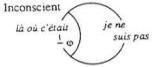 Inconscient
là où c'était
je ne
suis pas
- φ